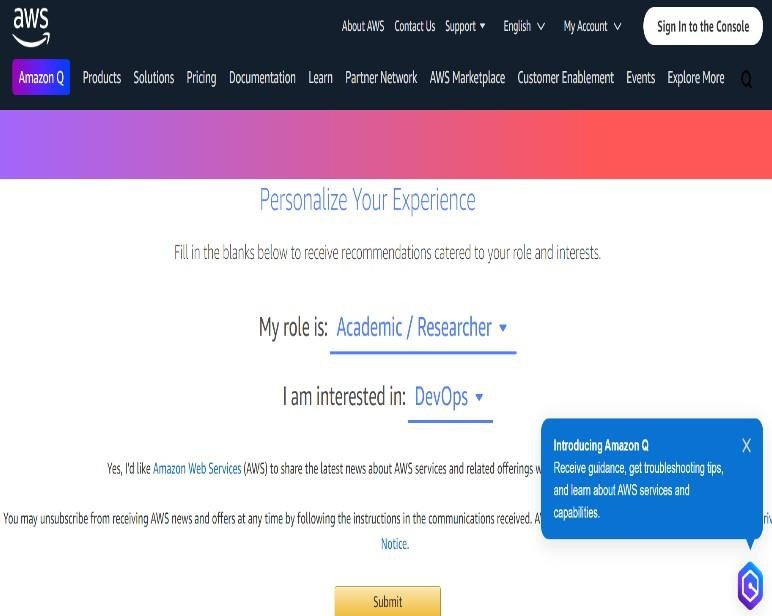 aws
About AWS Contact Us Support English My Account Sign In to the Console
Amazon Q Products Solutions Pricing Documentation Learn Partner Network AWS Marketplace Customer Enablement Events Explore More
Personalize Your Experience
Fill in the blanks below to receive recommendations catered to your role and interests.
My role is: Academic / Researcher
I am interested in: DevOps
Yes, I'd like Amazon Web Services (AWS) to share the latest news about AWS services and related offerings
You may unsubscribe from receiving AWS news and offers at any time by following the instructions in the communications received.
Notice.
Submit
Introducing Amazon Q X
Receive guidance, get troubleshooting tips,
and learn about AWS services and
capabilities.